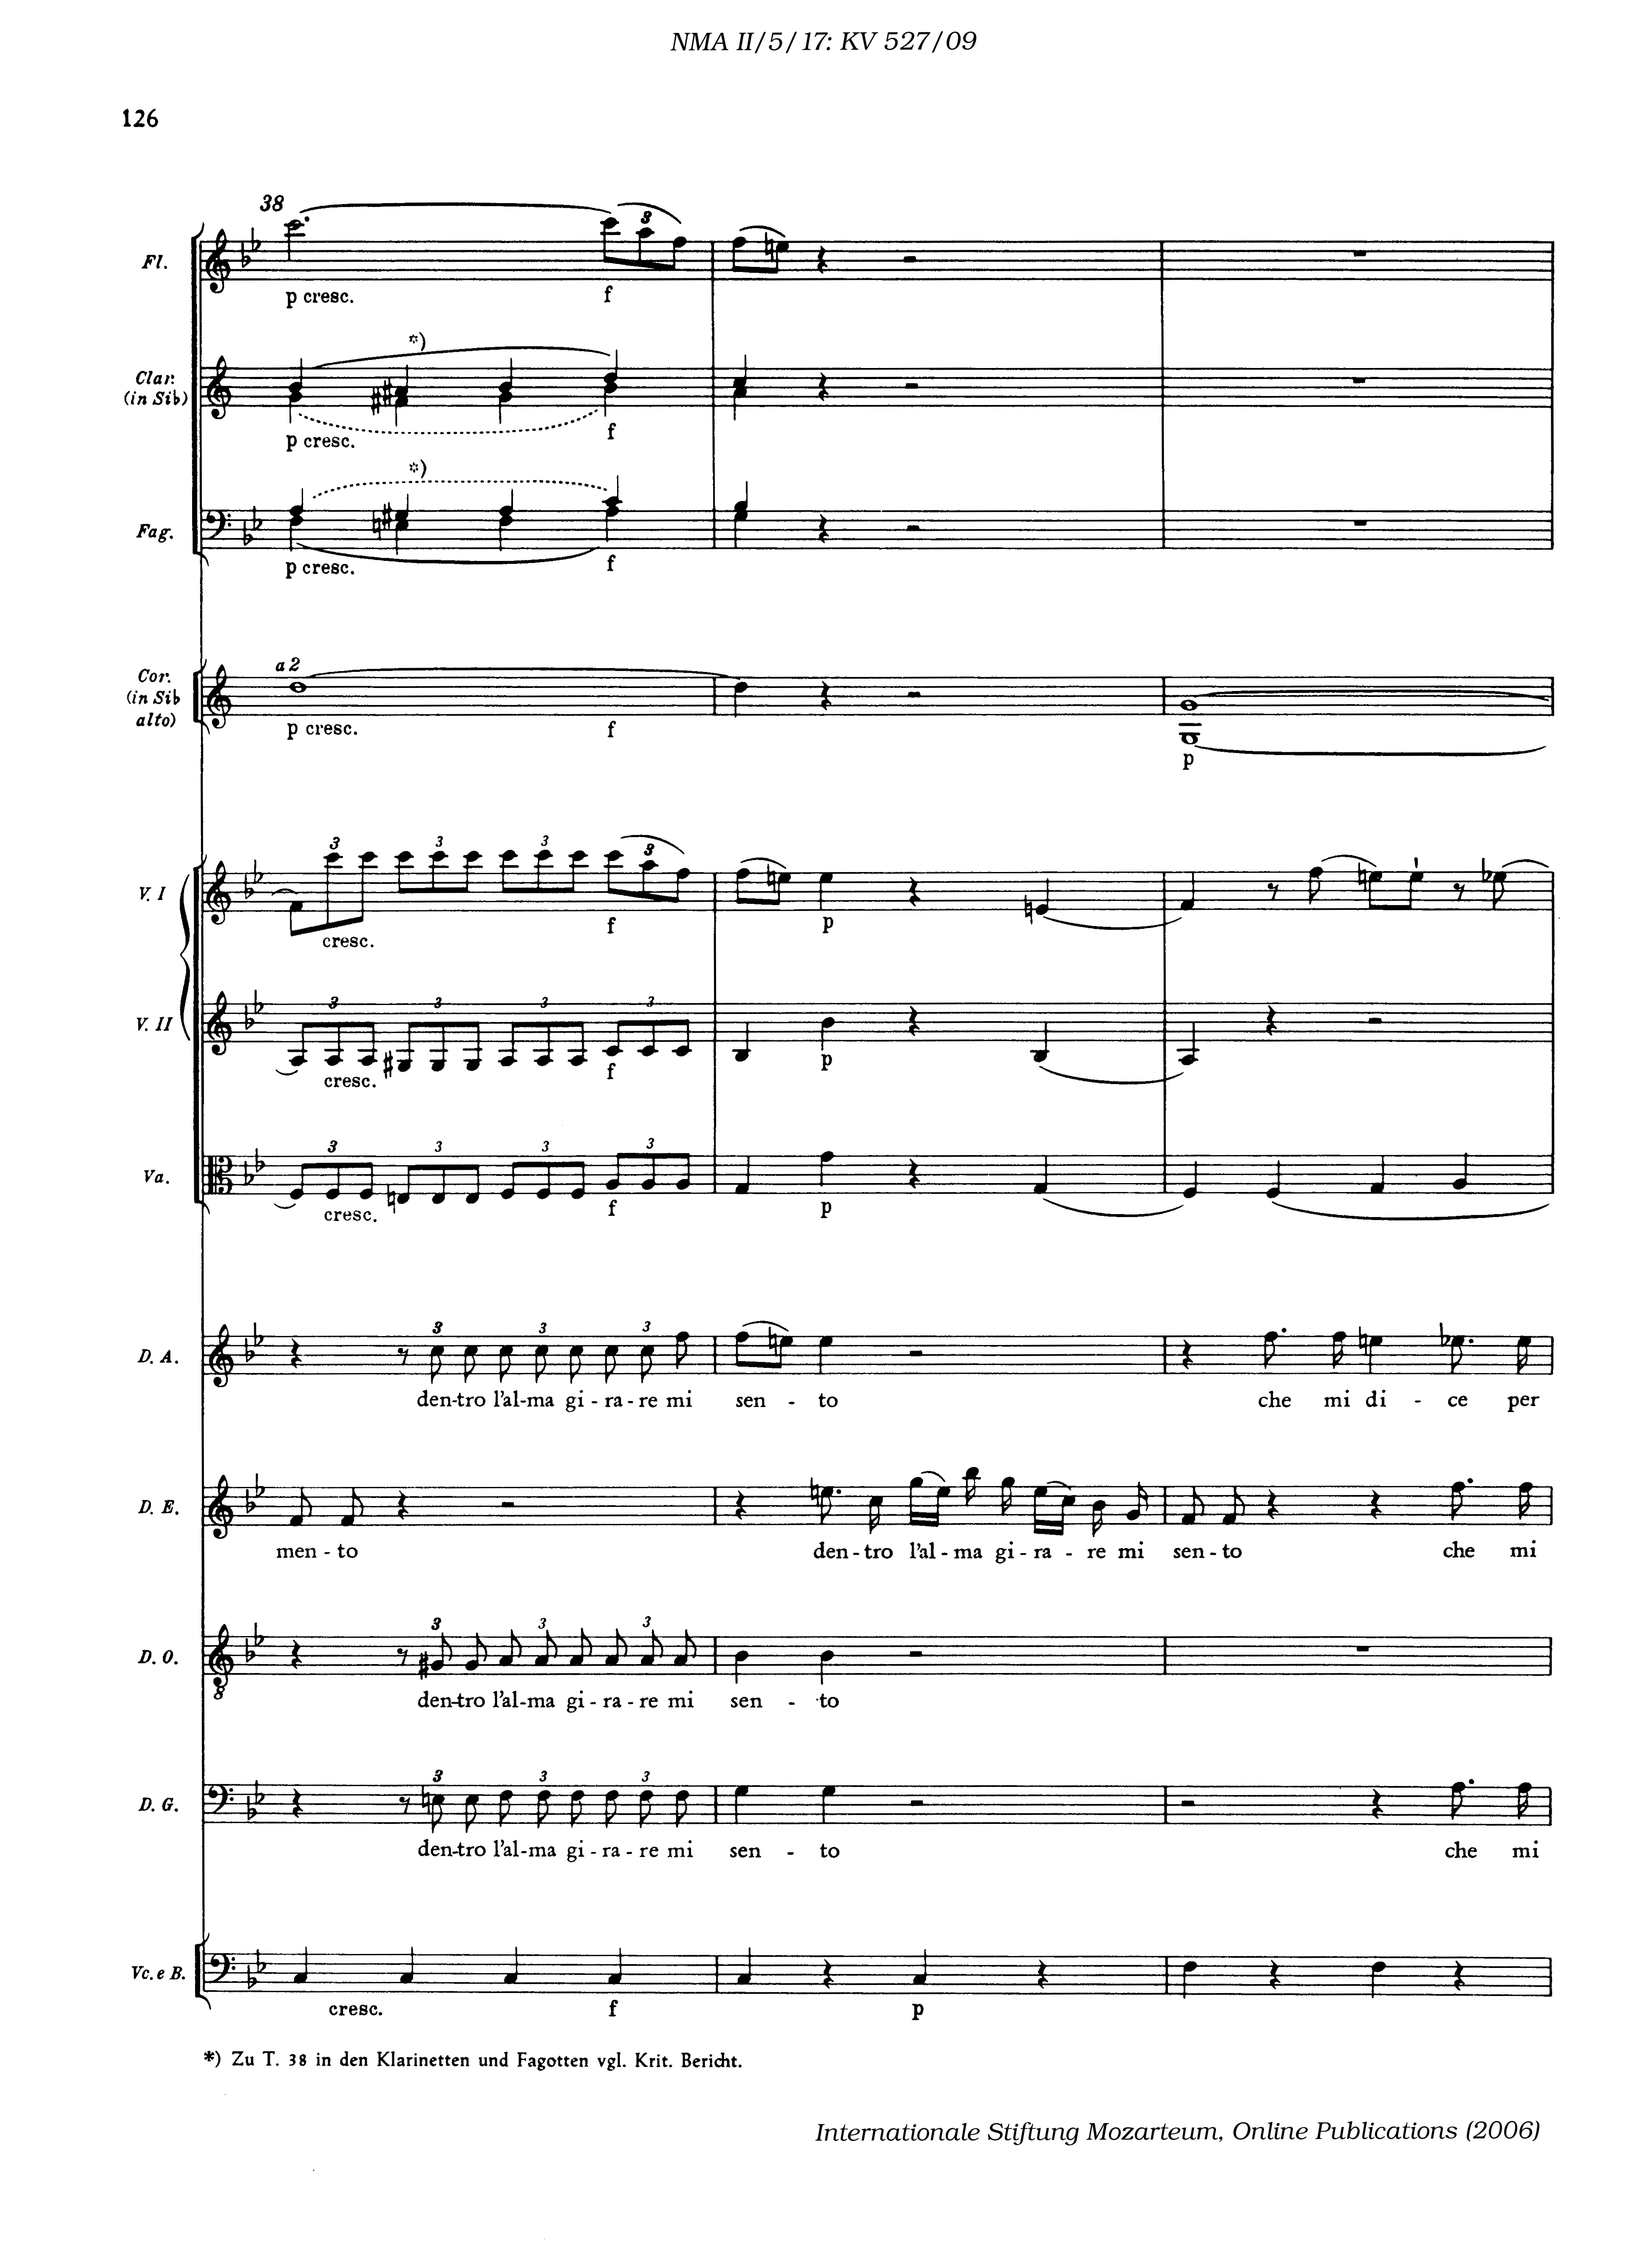 NMA II/5/17: KV 527/09
126
38
3
Fl.
p cresc. f
*)
Clar.
(in Sib)
p cresc. f
*)
Fag.
p cresc. f
a 2
Cor.
(in Sib
alto)
p cresc. f
p
3 3 3 3
V. I
cresc. f p
3 3 3 3
V. II
cresc. f p
3 3 3 3
Va.
cresc. f p
3 3 3
D. A.
den-tro l'al-ma gi - ra - re mi sen - to che mi di - ce per
D. E.
men - to den - tro l'al - ma gi - ra - re mi sen - to che mi
3 3 3
D. O.
8
den-tro l'al-ma gi - ra - re mi sen - to
3 3 3
D. G.
den-tro l'al-ma gi - ra - re mi sen - to che mi
Vc. e B.
cresc. f p
*) Zu T. 38 in den Klarinetten und Fagotten vgl. Krit. Bericht.
Internationale Stiftung Mozarteum, Online Publications (2006)